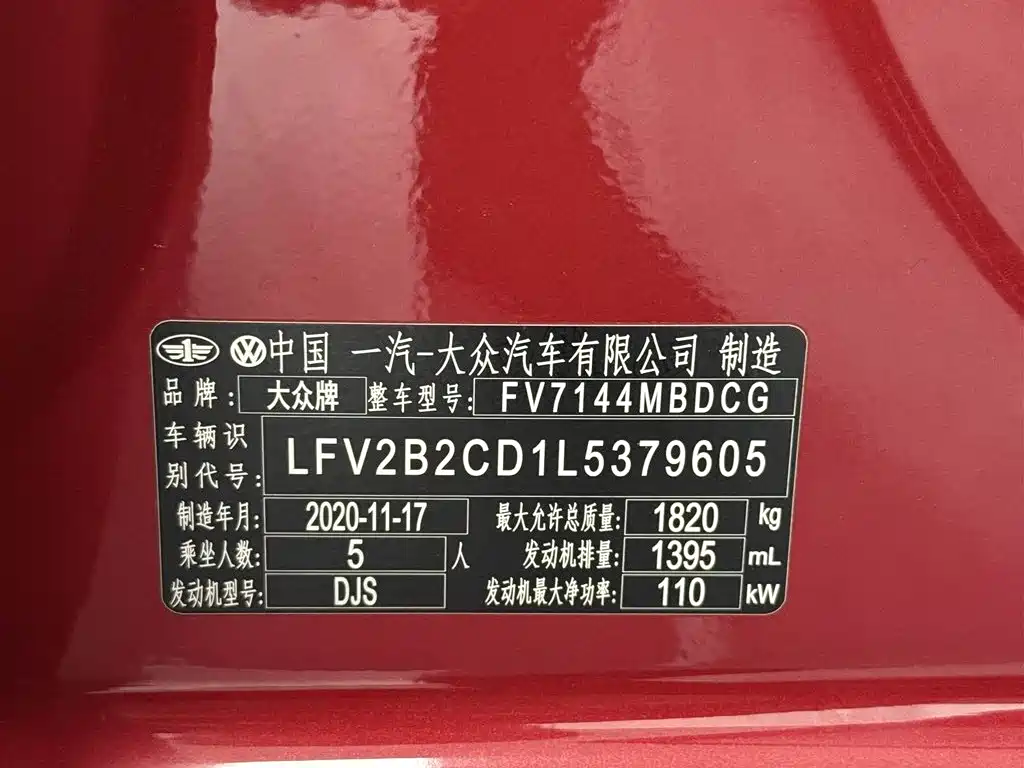 中国 一汽-大众汽车有限公司 制造
品牌: 大众牌 整车型号: FV7144MBDCG
车辆识
别代号: LFV2B2CD1L5379605
制造年月: 2020-11-17 最大允许总质量: 1820 kg
乘坐人数: 5 人 发动机排量: 1395 mL
发动机型号: DJS 发动机最大净功率: 110 kW